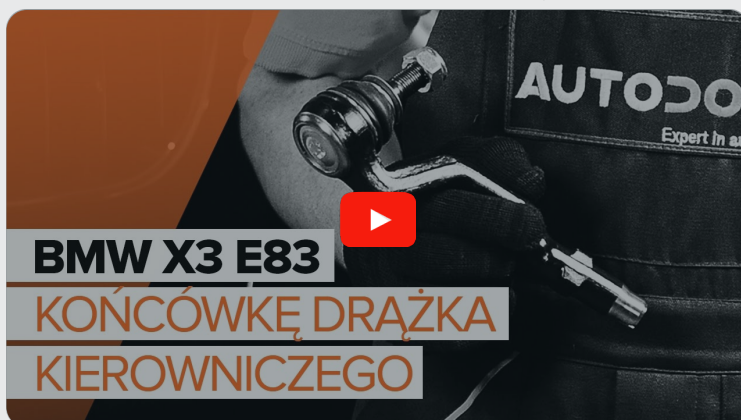 AUTODO
Expert in a
BMW X3 E83
KOŃCÓWKĘ DRĄŻKA
KIEROWNICZEGO